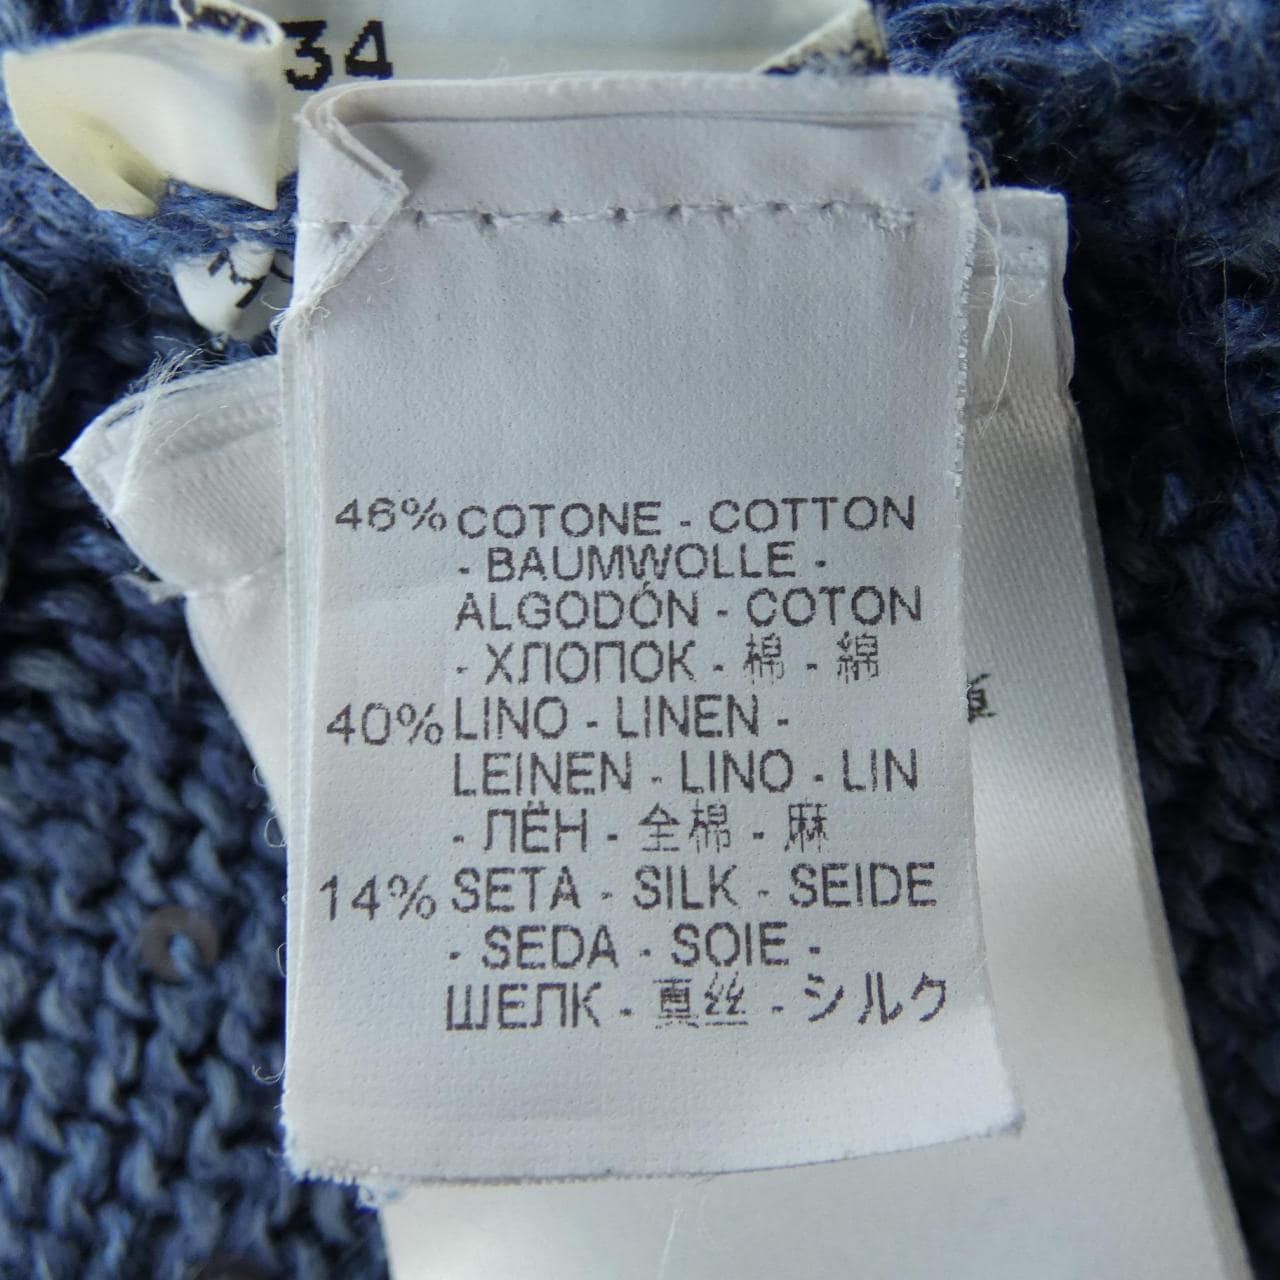 34
46% COTONE - COTTON
- BAUMWOLLE -
ALGODÓN - COTON
- ХЛОПОК - 棉 - 綿
40% LINO - LINEN -
LEINEN - LINO - LIN
- ЛЁН - 全棉 - 麻
14% SETA - SILK - SEIDE
- SEDA - SOIE -
ШЕЛК - 真丝 - シルク